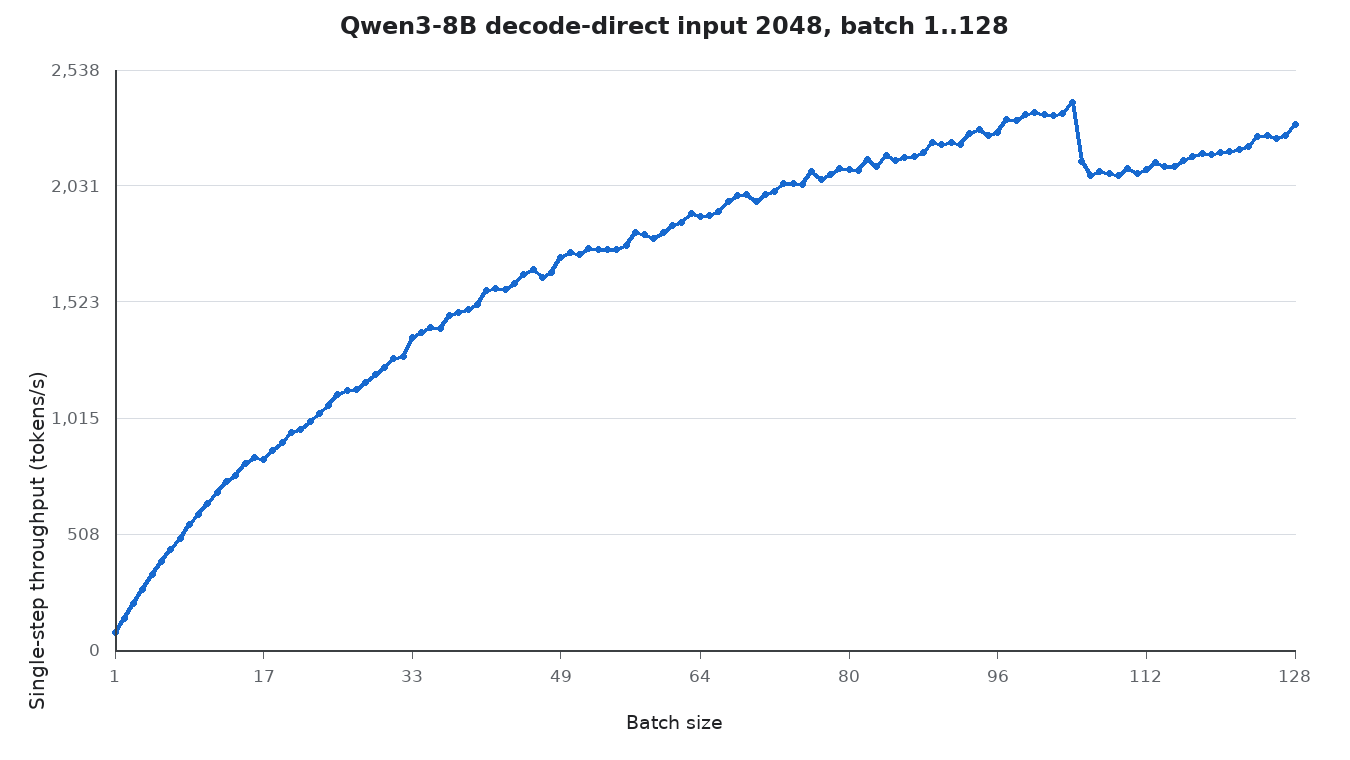 Qwen3-8B decode-direct input 2048, batch 1..128
2,538
2,031
1,523
1,015
508
0
Single-step throughput (tokens/s)
1 17 33 49 64 80 96 112 128
Batch size